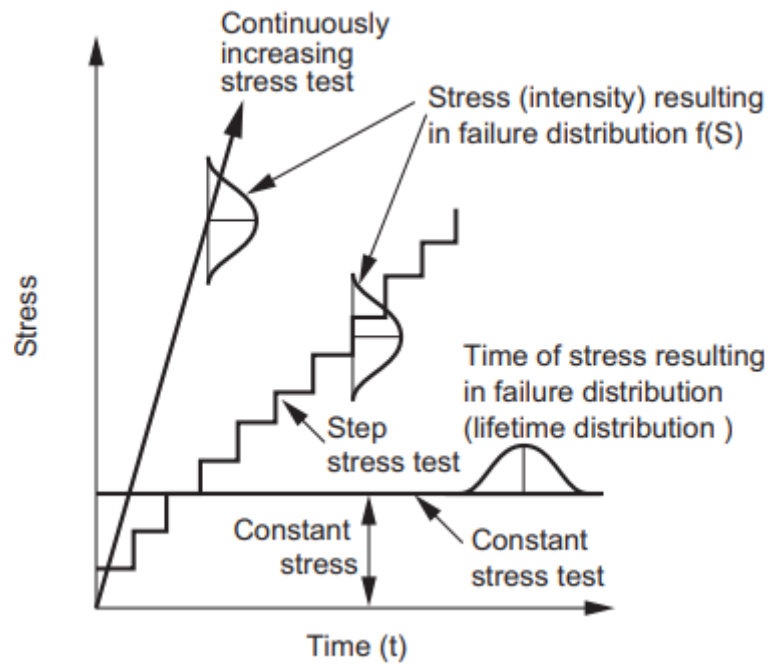 Continuously
increasing
stress test
Stress (intensity) resulting
in failure distribution f(S)
Stress
Time of stress resulting
in failure distribution
(lifetime distribution )
Step
stress test
Constant
stress
Constant
stress test
Time (t)